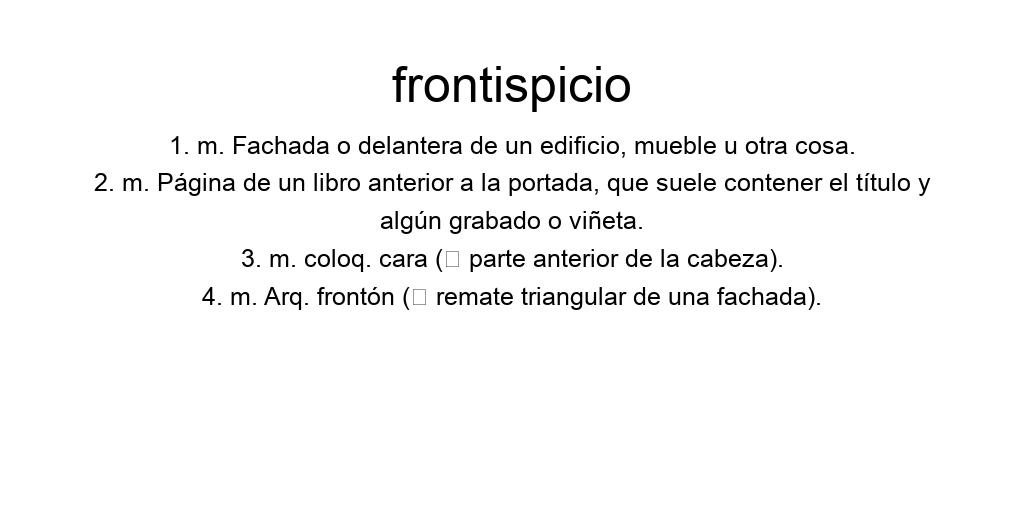 frontispicio
1. m. Fachada o delantera de un edificio, mueble u otra cosa.
2. m. Página de un libro anterior a la portada, que suele contener el título y
algún grabado o viñeta.
3. m. coloq. cara (□ parte anterior de la cabeza).
4. m. Arq. frontón (□ remate triangular de una fachada).